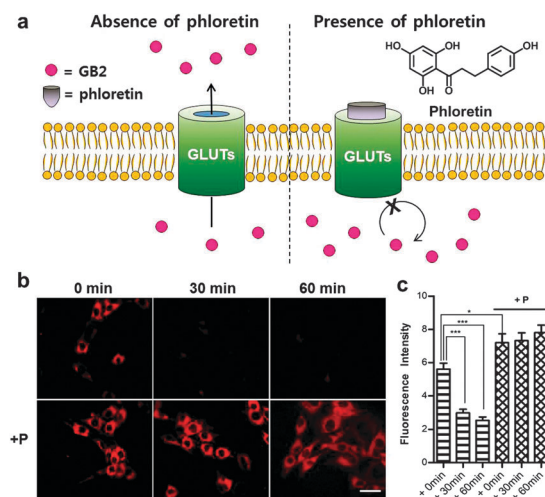 a
Absence of phloretin
Presence of phloretin
= GB2
= phloretin
HO
OH
OH
O
OH
Phloretin
GLUTs
GLUTs
X
b
0 min
30 min
60 min
+P
c
+ P
*
***
***
Fluorescence Intensity
8
6
4
2
0
+ 0min
+ 30min
+ 60min
+ 0min
+ 30min
+ 60min